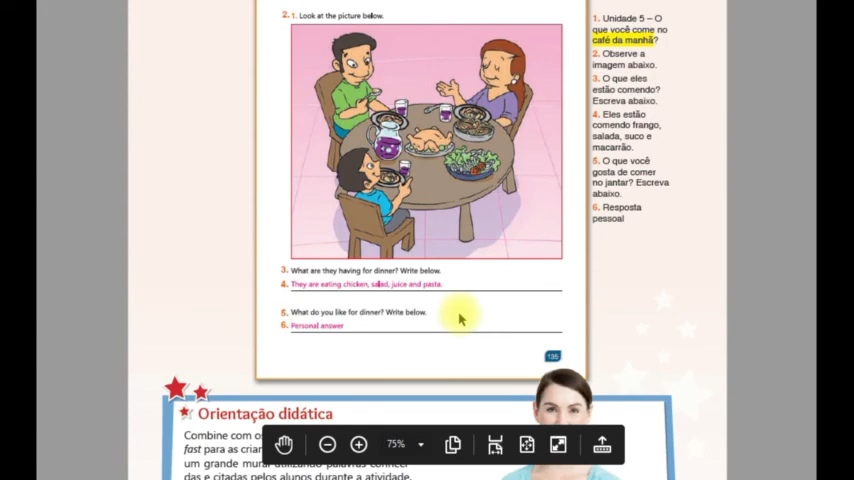 2. 1. Look at the picture below.
3. What are they having for dinner? Write below.
4. They are eating chicken, salad, juice and pasta.
5. What do you like for dinner? Write below.
6. Personal answer
135
1. Unidade 5 – O
que você come no
café da manhã?
2. Observe a
imagem abaixo.
3. O que eles
estão comendo?
Escreva abaixo.
4. Eles estão
comendo frango,
salada, suco e
macarrão.
5. O que você
gosta de comer
no jantar? Escreva
abaixo.
6. Resposta
pessoal
Orientação didática
Combine com
fast para as
um grande mural utilizando palavras
das e citadas pelos alunos durante a atividade.
75%